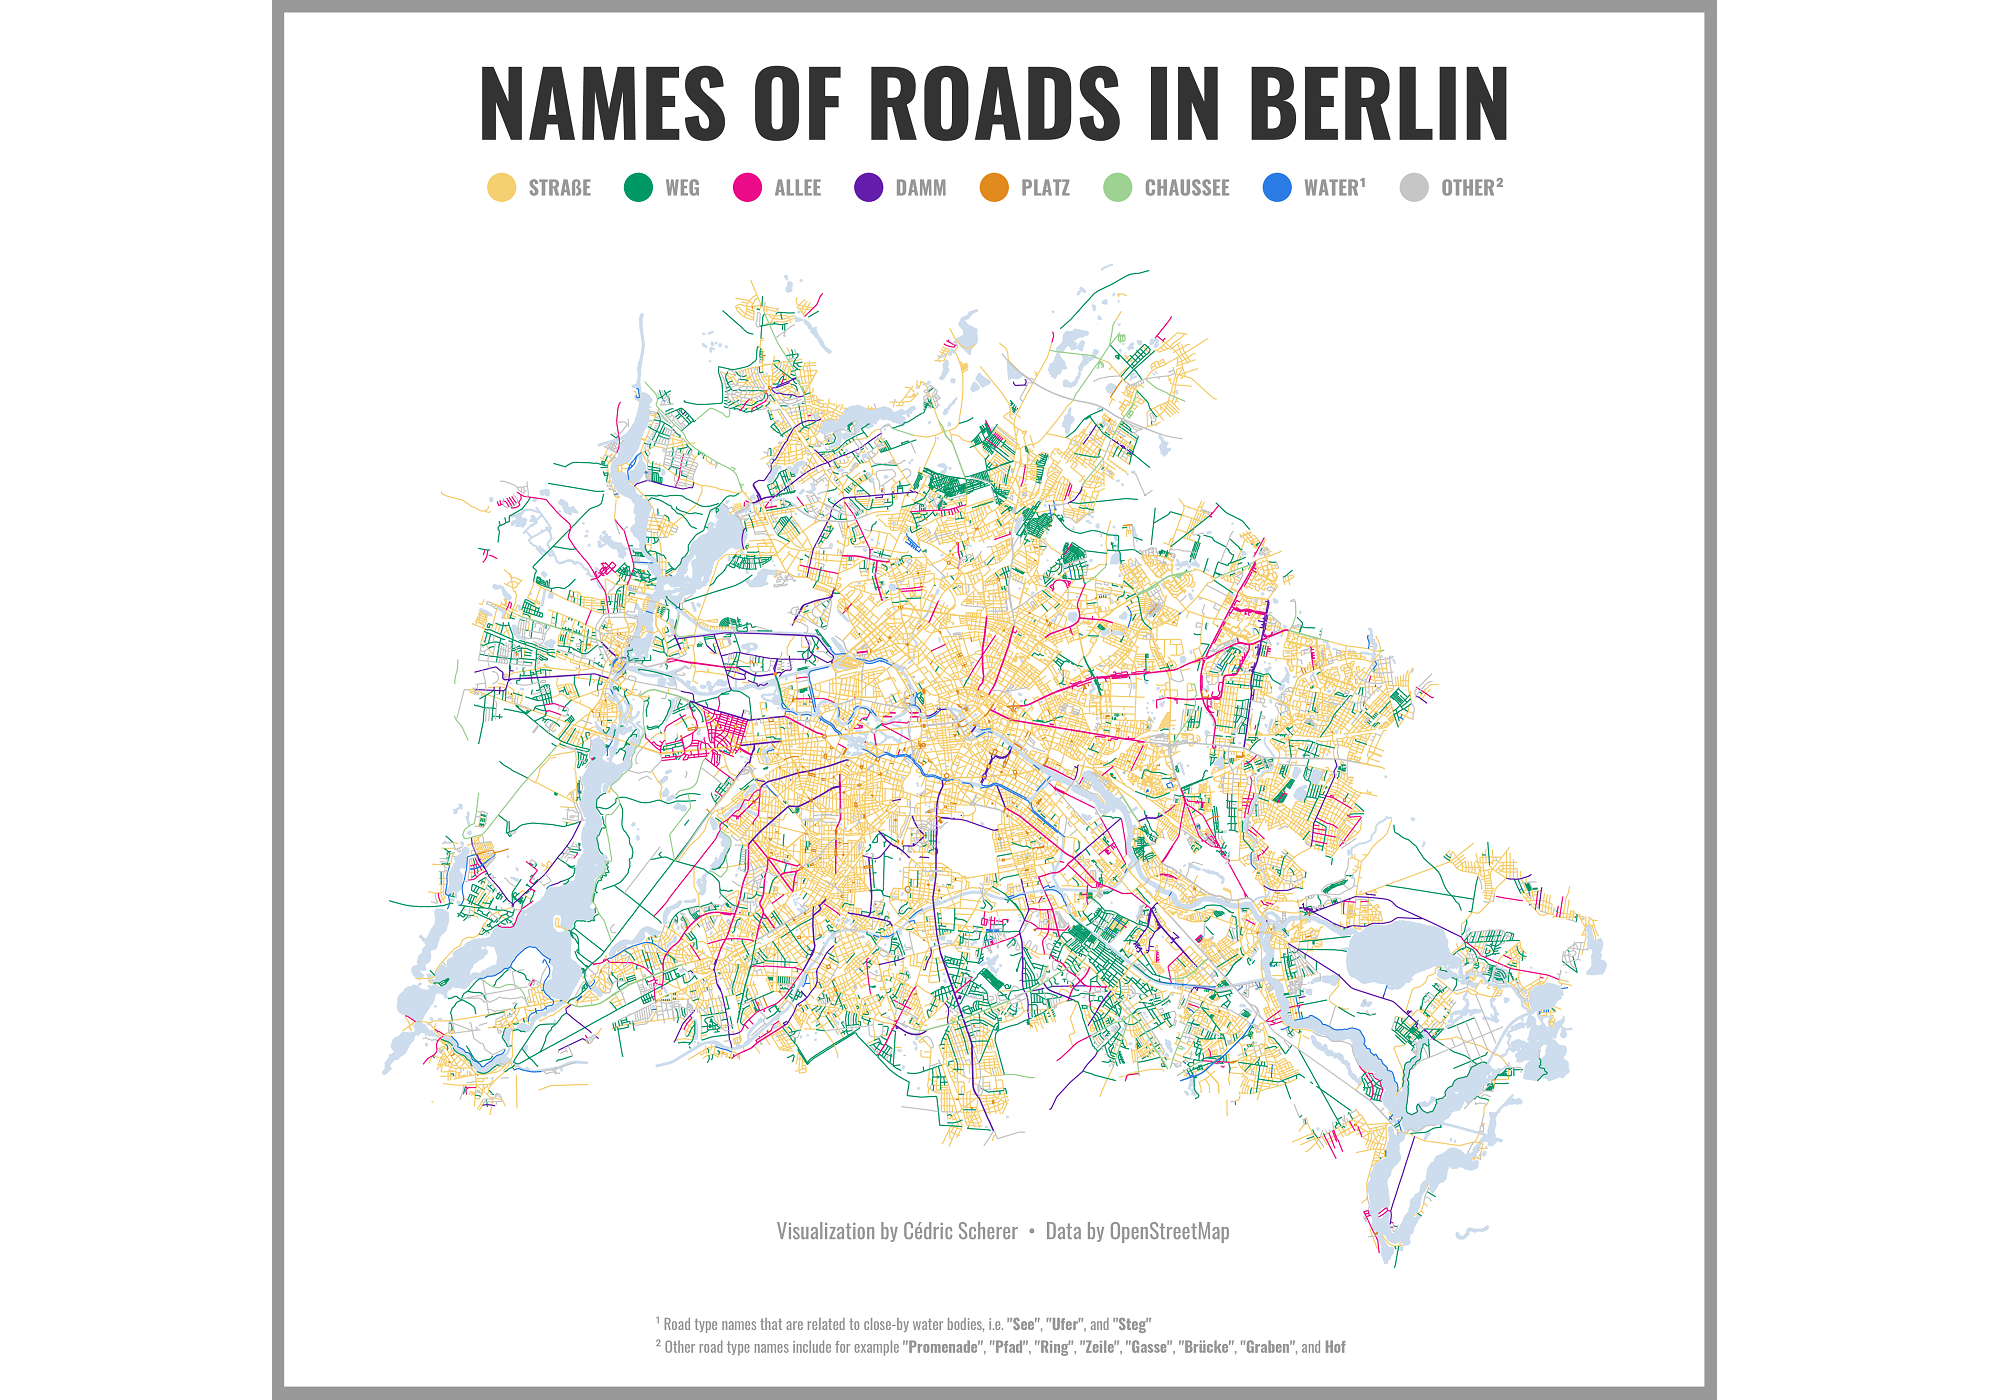 NAMES OF ROADS IN BERLIN
STRAßE WEG ALLEE DAMM PLATZ CHAUSSEE WATER¹ OTHER²
Visualization by Cédric Scherer • Data by OpenStreetMap
¹ Road type names that are related to close-by water bodies, i.e. "See", "Ufer", and "Steg"
² Other road type names include for example "Promenade", "Pfad", "Ring", "Zeile", "Gasse", "Brücke", "Graben", and Hof